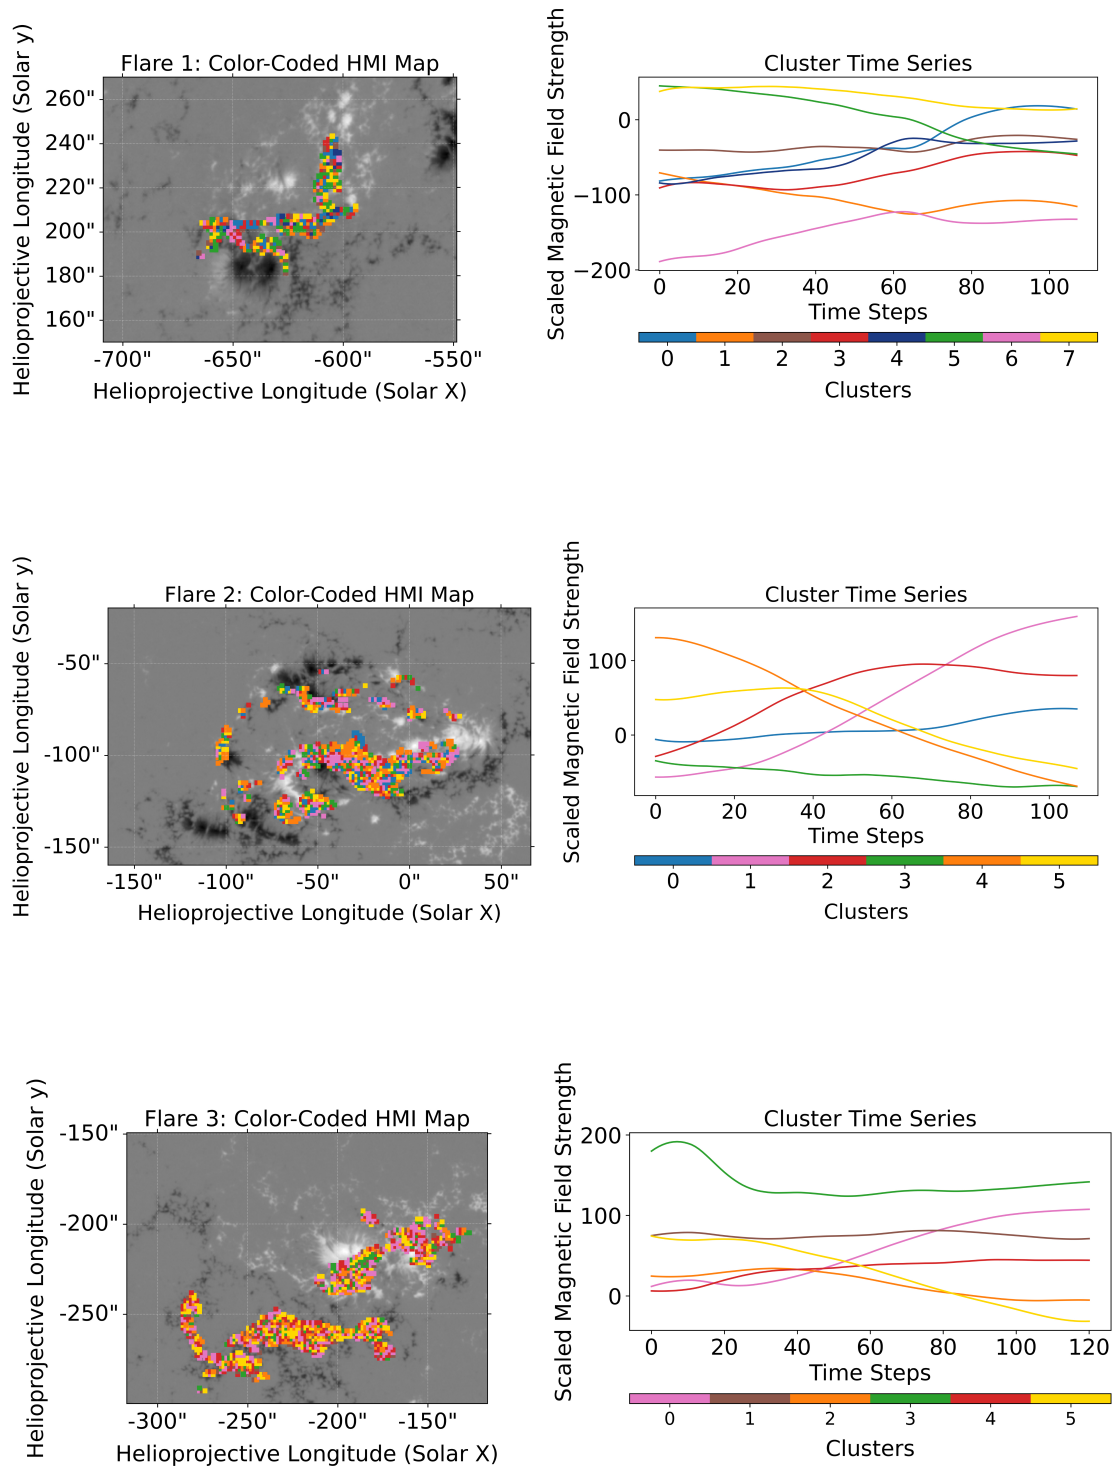 Flare 1: Color-Coded HMI Map
Helioprojective Longitude (Solar y)
260"
240"
220"
200"
180"
160"
-700" -650" -600" -550"
Helioprojective Longitude (Solar X)
Cluster Time Series
Scaled Magnetic Field Strength
0
−100
−200
0 20 40 60 80 100
Time Steps
0 1 2 3 4 5 6 7
Clusters
Flare 2: Color-Coded HMI Map
Helioprojective Longitude (Solar y)
-50"
-100"
-150"
-150" -100" -50" 0" 50"
Helioprojective Longitude (Solar X)
Cluster Time Series
Scaled Magnetic Field Strength
100
0
0 20 40 60 80 100
Time Steps
0 1 2 3 4 5
Clusters
Flare 3: Color-Coded HMI Map
Helioprojective Longitude (Solar y)
-150"
-200"
-250"
-300" -250" -200" -150"
Helioprojective Longitude (Solar X)
Cluster Time Series
Scaled Magnetic Field Strength
200
100
0
0 20 40 60 80 100 120
Time Steps
0 1 2 3 4 5
Clusters